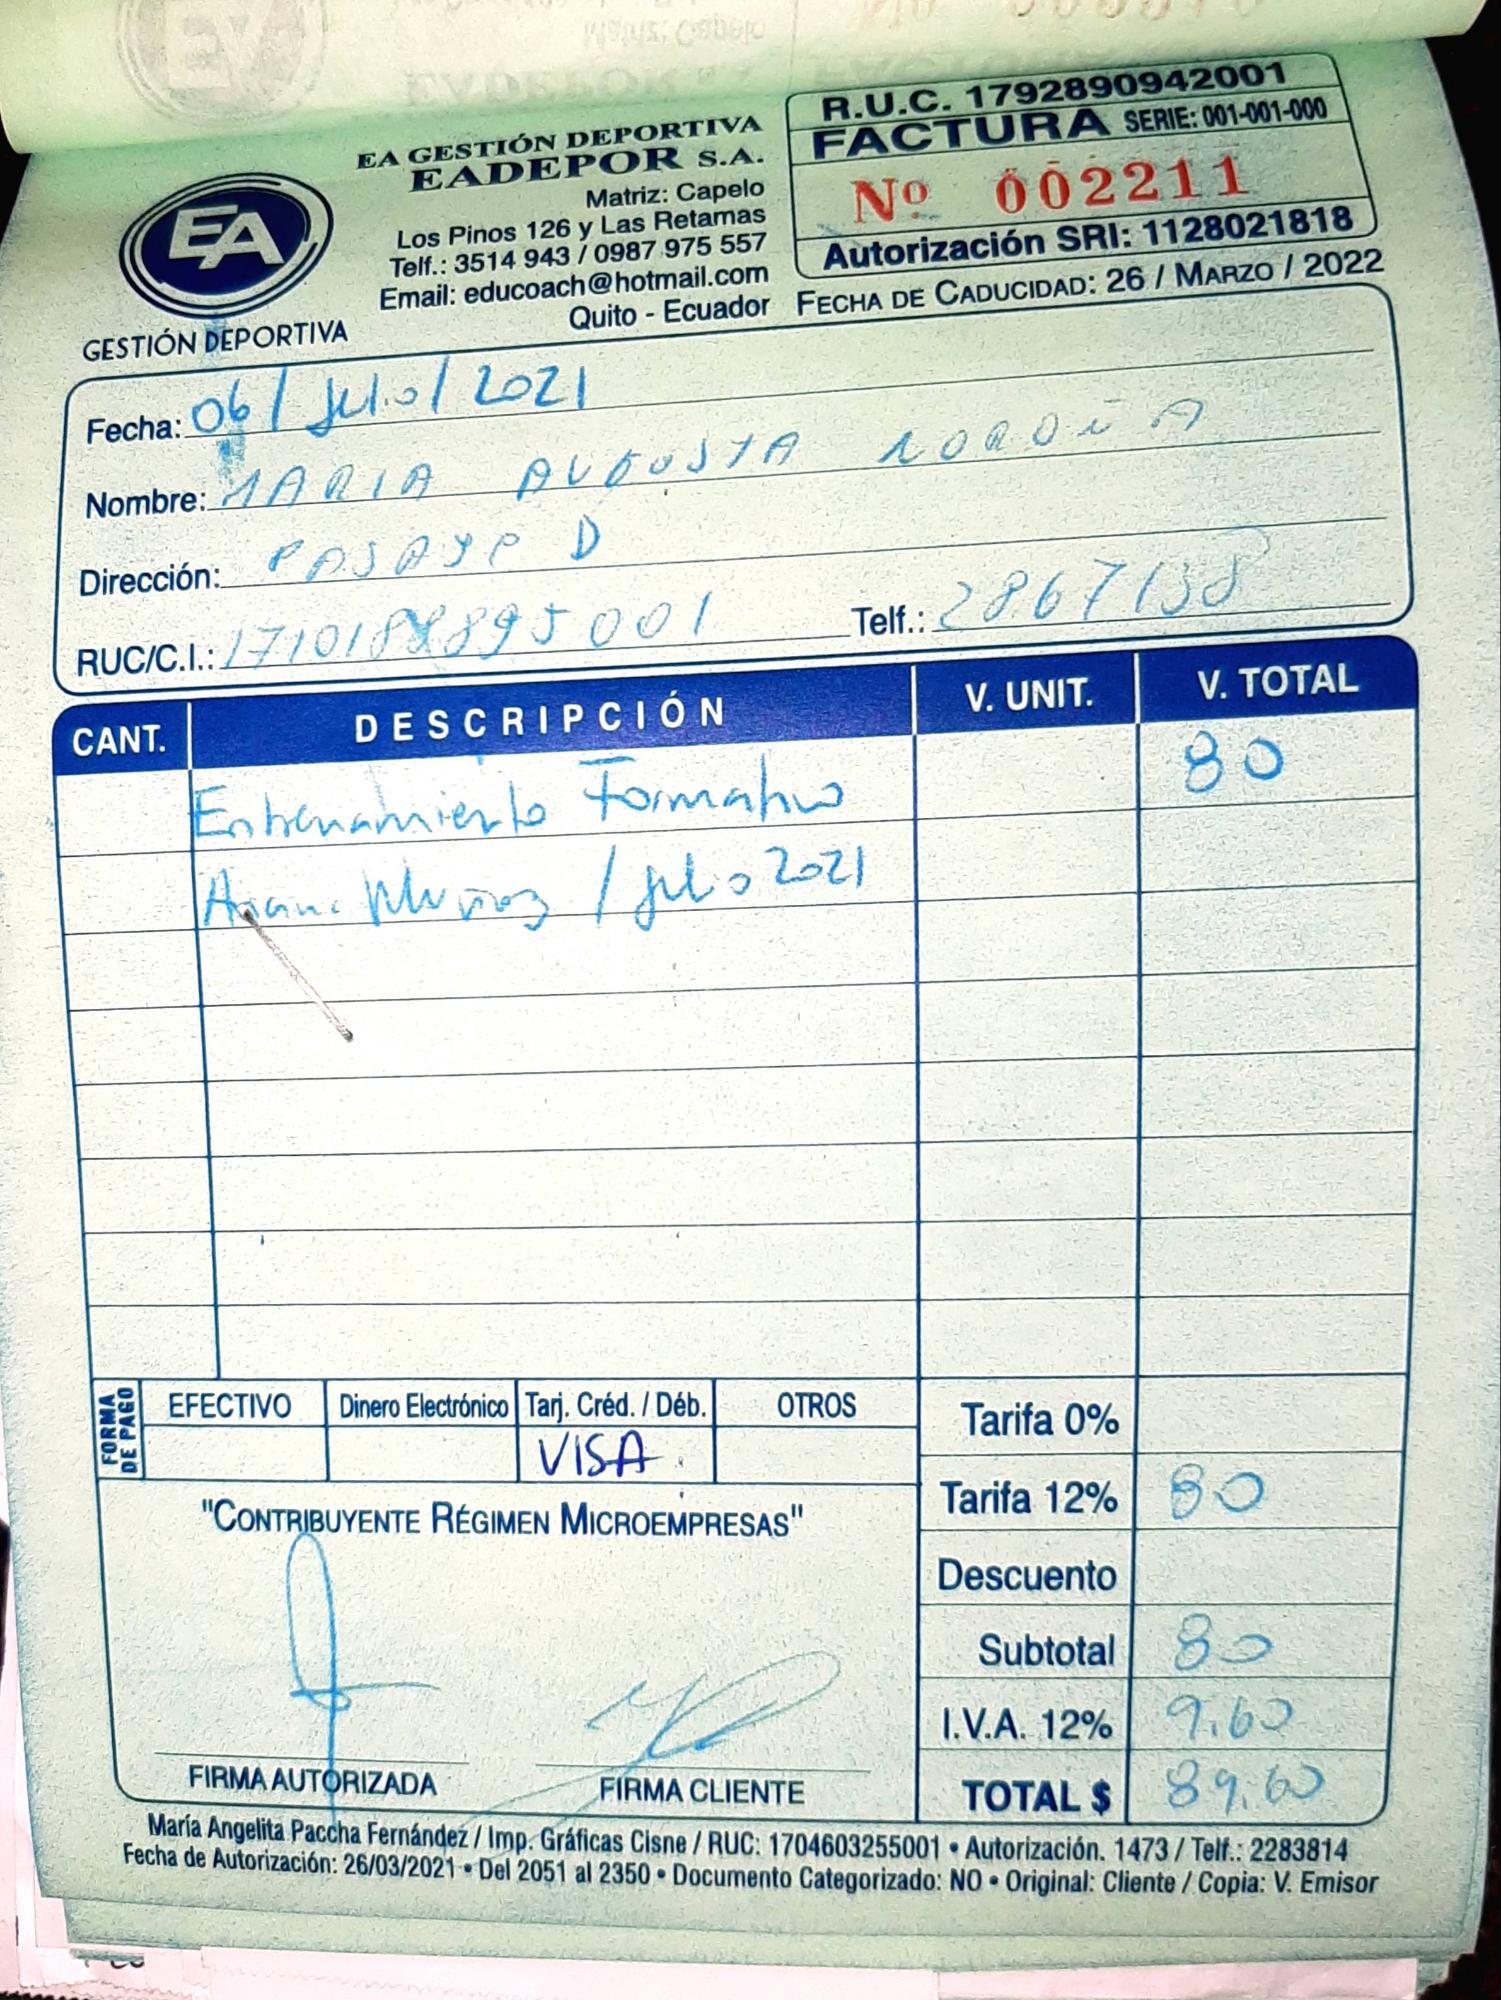 EA GESTIÓN DEPORTIVA
EADEPOR S.A.
Matriz: Capelo
Los Pinos 126 y Las Retamas
Telf.: 3514 943 / 0987 975 557
Email: educoach@hotmail.com
Quito - Ecuador
EA
GESTIÓN DEPORTIVA
R.U.C. 1792890942001
FACTURA SERIE: 001-001-000
Nº 002211
Autorización SRI: 1128021818
FECHA DE CADUCIDAD: 26 / MARZO / 2022
Fecha: 06 / Julio / 2021
Nombre: MARIA AUGUSTA NOROÑA
Dirección: PASAJE D
RUC/C.I.: 1710188895001 Telf.: 2867138
CANT. DESCRIPCIÓN V. UNIT. V. TOTAL
Entrenamiento Formativo 80
Muñoz / Julio 2021
FORMA DE PAGO
EFECTIVO Dinero Electrónico Tarj. Créd. / Déb. OTROS
VISA
Tarifa 0%
Tarifa 12% 80
Descuento
Subtotal 80
I.V.A. 12% 9.60
TOTAL $ 89.60
"CONTRIBUYENTE RÉGIMEN MICROEMPRESAS"
FIRMA AUTORIZADA FIRMA CLIENTE
María Angelita Paccha Fernández / Imp. Gráficas Cisne / RUC: 1704603255001 • Autorización. 1473 / Telf.: 2283814
Fecha de Autorización: 26/03/2021 • Del 2051 al 2350 • Documento Categorizado: NO • Original: Cliente / Copia: V. Emisor